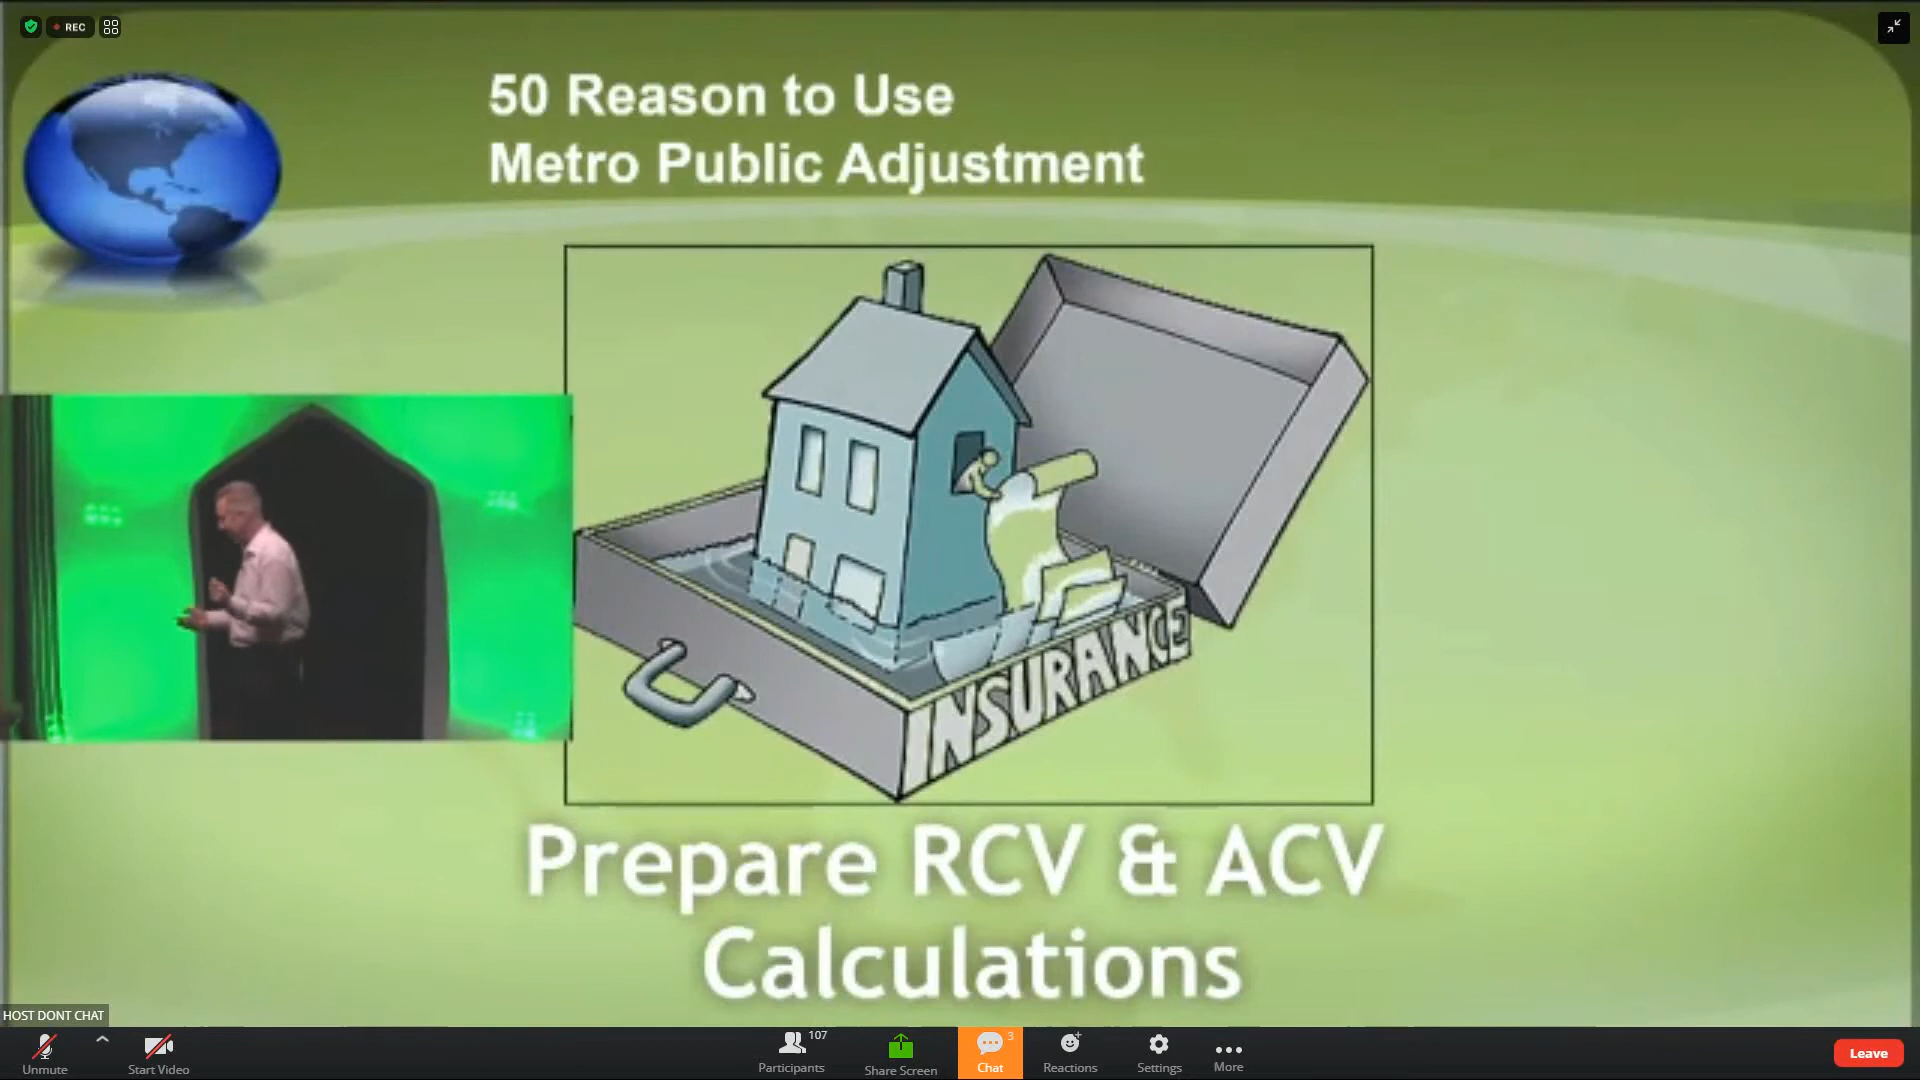 REC
50 Reason to Use
Metro Public Adjustment
INSURANCE
Prepare RCV & ACV
Calculations
HOST DONT CHAT
Unmute
Start Video
107
Participants
Share Screen
3
Chat
Reactions
Settings
More
Leave